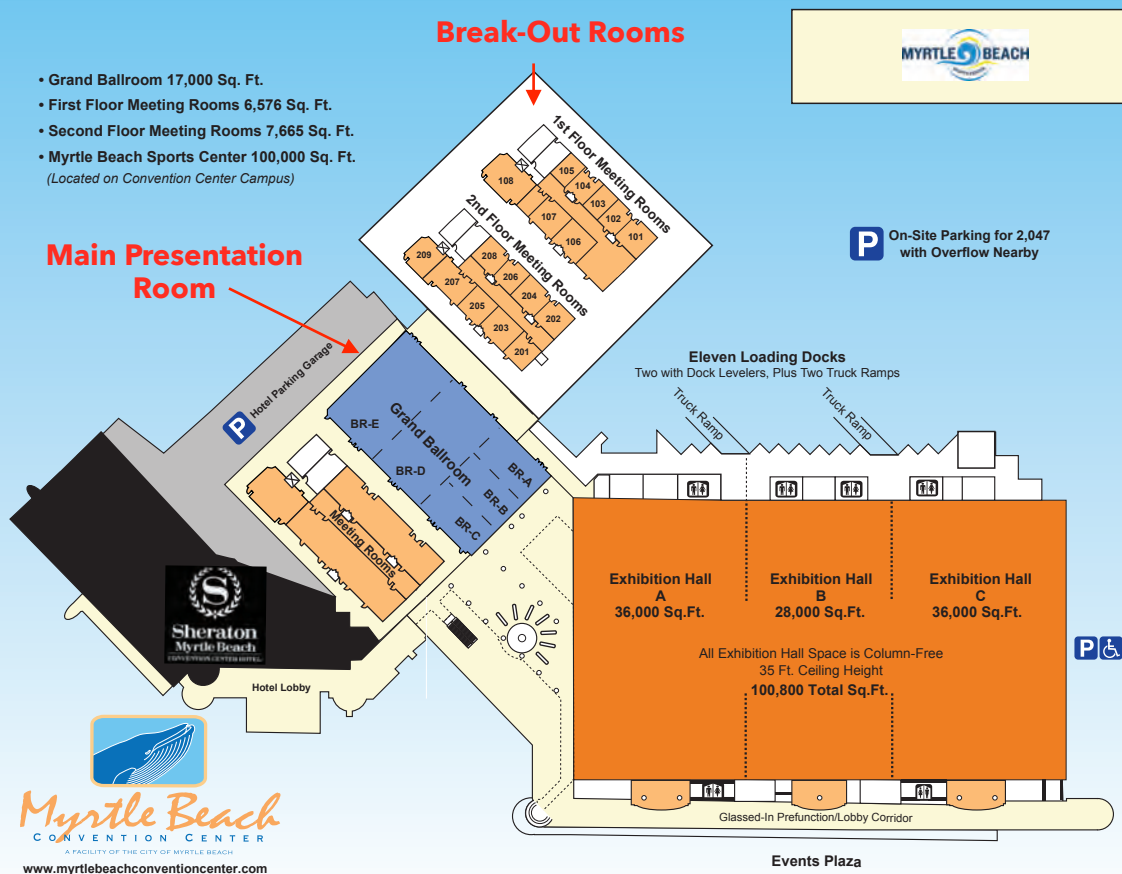 Break-Out Rooms
MYRTLE BEACH
• Grand Ballroom 17,000 Sq. Ft.
• First Floor Meeting Rooms 6,576 Sq. Ft.
• Second Floor Meeting Rooms 7,665 Sq. Ft.
• Myrtle Beach Sports Center 100,000 Sq. Ft.
(Located on Convention Center Campus)
1st Floor Meeting Rooms
105
104
103
102
101
108
107
106
2nd Floor Meeting Rooms
209
208
206
204
202
207
205
203
201
P
On-Site Parking for 2,047
with Overflow Nearby
Main Presentation
Room
P
Hotel Parking Garage
Grand Ballroom
BR-E
BR-D
BR-A
BR-B
BR-C
Meeting Rooms
Eleven Loading Docks
Two with Dock Levelers, Plus Two Truck Ramps
Truck Ramp
Truck Ramp
Exhibition Hall
A
36,000 Sq.Ft.
Exhibition Hall
B
28,000 Sq.Ft.
Exhibition Hall
C
36,000 Sq.Ft.
All Exhibition Hall Space is Column-Free
35 Ft. Ceiling Height
100,800 Total Sq.Ft.
P
S
Sheraton
Myrtle Beach
CONVENTION CENTER HOTEL
Hotel Lobby
Glassed-In Prefunction/Lobby Corridor
Events Plaza
Myrtle Beach
CONVENTION CENTER
A FACILITY OF THE CITY OF MYRTLE BEACH
www.myrtlebeachconventioncenter.com